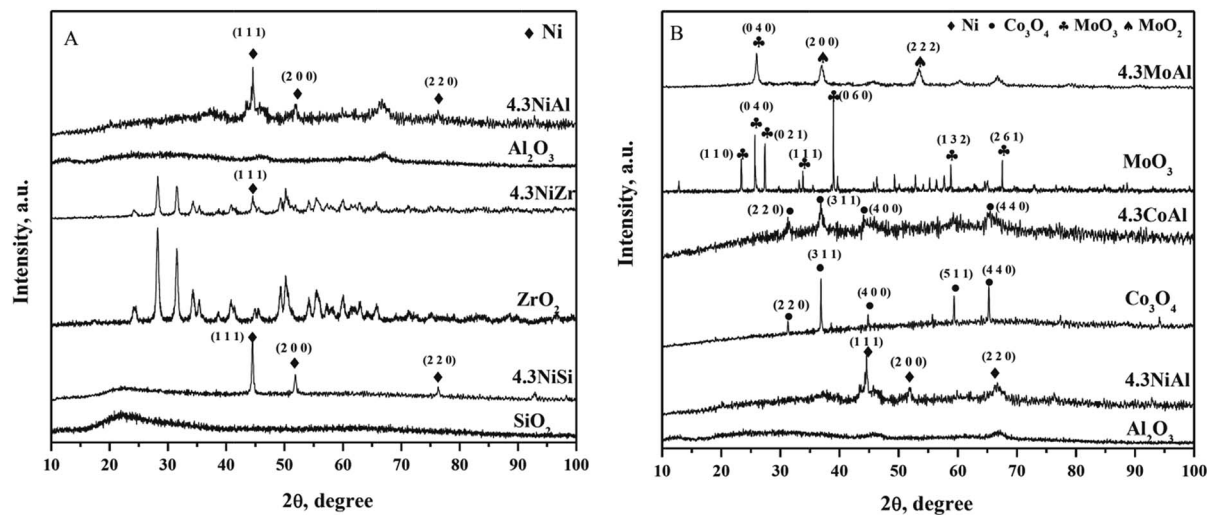 A
◆ Ni
(1 1 1)
(2 0 0)
(2 2 0)
4.3NiAl
Al₂O₃
(1 1 1)
4.3NiZr
ZrO₂
(1 1 1)
(2 0 0)
(2 2 0)
4.3NiSi
SiO₂
Intensity, a.u.
10 20 30 40 50 60 70 80 90 100
2θ, degree
B
◆ Ni ● Co₃O₄ ♣ MoO₃ ♠ MoO₂
(0 4 0)
(2 0 0)
(2 2 2)
4.3MoAl
(0 6 0)
(0 4 0)
(0 2 1)
(1 1 0)
(1 1 1)
(1 3 2)
(2 6 1)
MoO₃
(2 2 0)
(3 1 1)
(4 0 0)
(4 4 0)
4.3CoAl
(3 1 1)
(2 2 0)
(4 0 0)
(5 1 1)
(4 4 0)
Co₃O₄
(1 1 1)
(2 0 0)
(2 2 0)
4.3NiAl
Al₂O₃
Intensity, a.u.
10 20 30 40 50 60 70 80 90 100
2θ, degree